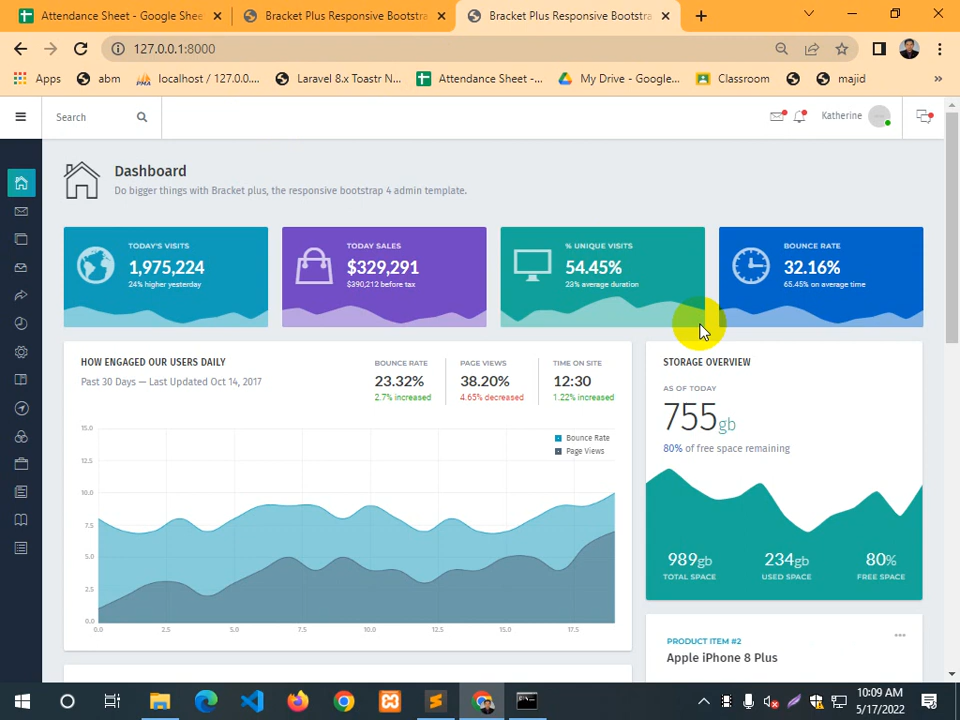 Attendance Sheet - Google Shee
Bracket Plus Responsive Bootstra
Bracket Plus Responsive Bootstra
127.0.0.1:8000
Apps
abm
localhost / 127.0.0....
Laravel 8.x Toastr N...
Attendance Sheet -...
My Drive - Google...
Classroom
majid
»
Search
Katherine
Dashboard
Do bigger things with Bracket plus, the responsive bootstrap 4 admin template.
TODAY'S VISITS
1,975,224
24% higher yesterday
TODAY SALES
$329,291
$390,212 before tax
% UNIQUE VISITS
54.45%
23% average duration
BOUNCE RATE
32.16%
65.45% on average time
HOW ENGAGED OUR USERS DAILY
Past 30 Days — Last Updated Oct 14, 2017
BOUNCE RATE
23.32%
2.7% increased
PAGE VIEWS
38.20%
4.65% decreased
TIME ON SITE
12:30
1.22% increased
Bounce Rate
Page Views
15.0
12.5
10.0
7.5
5.0
2.5
0.0
0.0 2.5 5.0 7.5 10.0 12.5 15.0 17.5
STORAGE OVERVIEW
AS OF TODAY
755gb
80% of free space remaining
989gb
TOTAL SPACE
234gb
USED SPACE
80%
FREE SPACE
PRODUCT ITEM #2
Apple iPhone 8 Plus
10:09 AM
5/17/2022